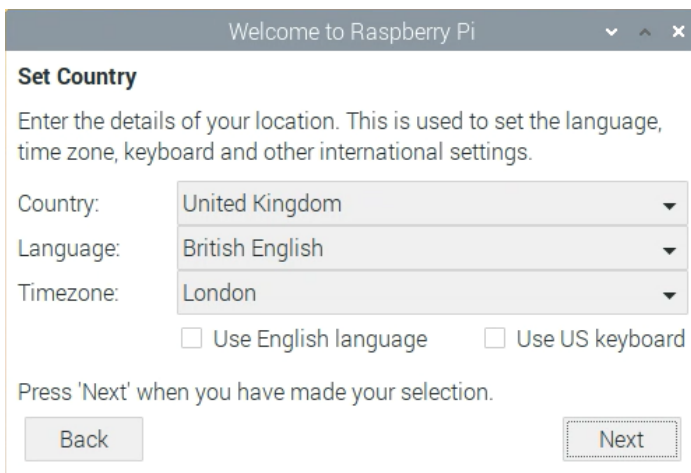 Welcome to Raspberry Pi
Set Country
Enter the details of your location. This is used to set the language,
time zone, keyboard and other international settings.
Country: United Kingdom
Language: British English
Timezone: London
Use English language Use US keyboard
Press 'Next' when you have made your selection.
Back Next